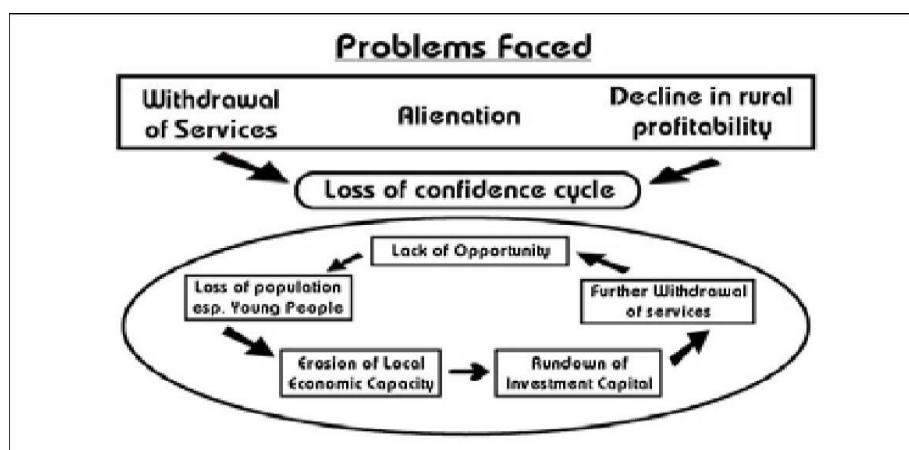 Problems Faced
Withdrawal
of Services
Alienation
Decline in rural
profitability
Loss of confidence cycle
Lack of Opportunity
Loss of population
esp. Young People
Further Withdrawal
of services
Erosion of Local
Economic Capacity
Rundown of
Investment Capital